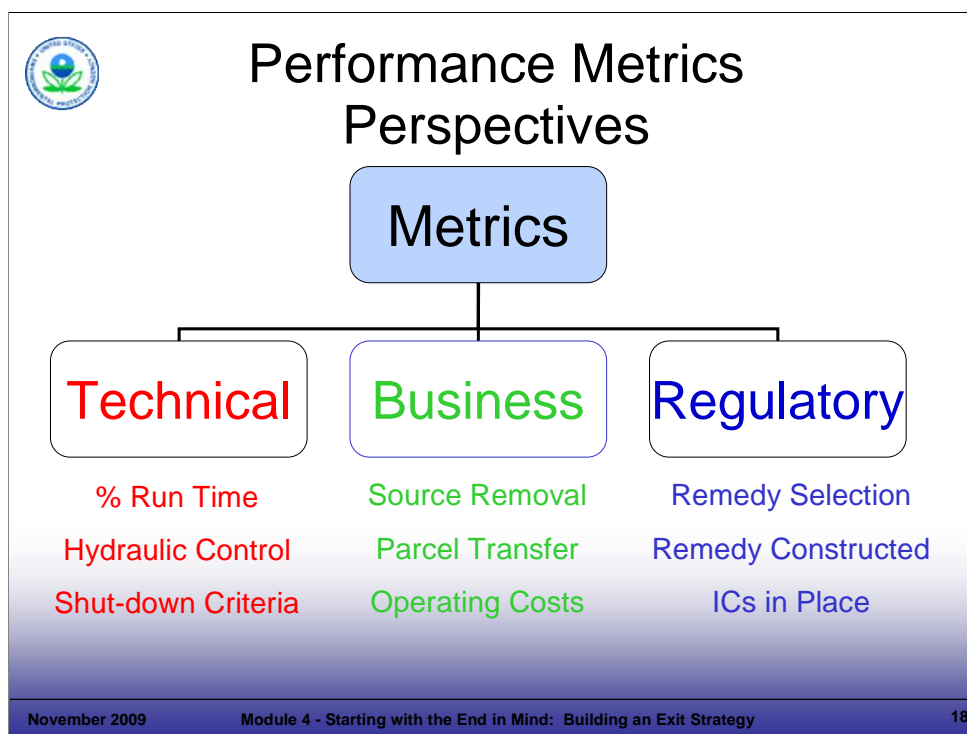 Performance Metrics
Perspectives
Metrics
Technical
Business
Regulatory
% Run Time
Hydraulic Control
Shut-down Criteria
Source Removal
Parcel Transfer
Operating Costs
Remedy Selection
Remedy Constructed
ICs in Place
November 2009
Module 4 - Starting with the End in Mind: Building an Exit Strategy
18